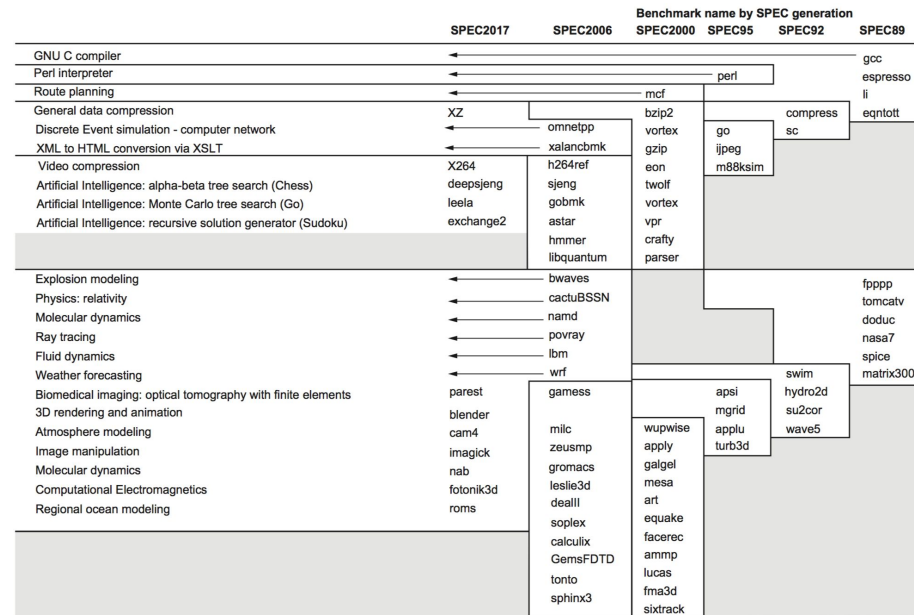 Benchmark name by SPEC generation
SPEC2017 SPEC2006 SPEC2000 SPEC95 SPEC92 SPEC89
GNU C compiler gcc
Perl interpreter perl espresso
Route planning mcf li
General data compression XZ bzip2 compress eqntott
Discrete Event simulation - computer network omnetpp vortex go sc
XML to HTML conversion via XSLT xalancbmk gzip ijpeg
Video compression X264 h264ref eon m88ksim
Artificial Intelligence: alpha-beta tree search (Chess) deepsjeng sjeng twolf
Artificial Intelligence: Monte Carlo tree search (Go) leela gobmk vortex
Artificial Intelligence: recursive solution generator (Sudoku) exchange2 astar vpr
hmmer crafty
libquantum parser
Explosion modeling bwaves fpppp
Physics: relativity cactuBSSN tomcatv
Molecular dynamics namd doduc
Ray tracing povray nasa7
Fluid dynamics lbm spice
Weather forecasting wrf swim matrix300
Biomedical imaging: optical tomography with finite elements parest gamess apsi hydro2d
3D rendering and animation blender mgrid su2cor
Atmosphere modeling cam4 milc wupwise applu wave5
Image manipulation imagick zeusmp apply turb3d
Molecular dynamics nab gromacs galgel
Computational Electromagnetics fotonik3d leslie3d mesa
Regional ocean modeling roms dealII art
soplex equake
calculix facerec
GemsFDTD ammp
tonto lucas
sphinx3 fma3d
sixtrack